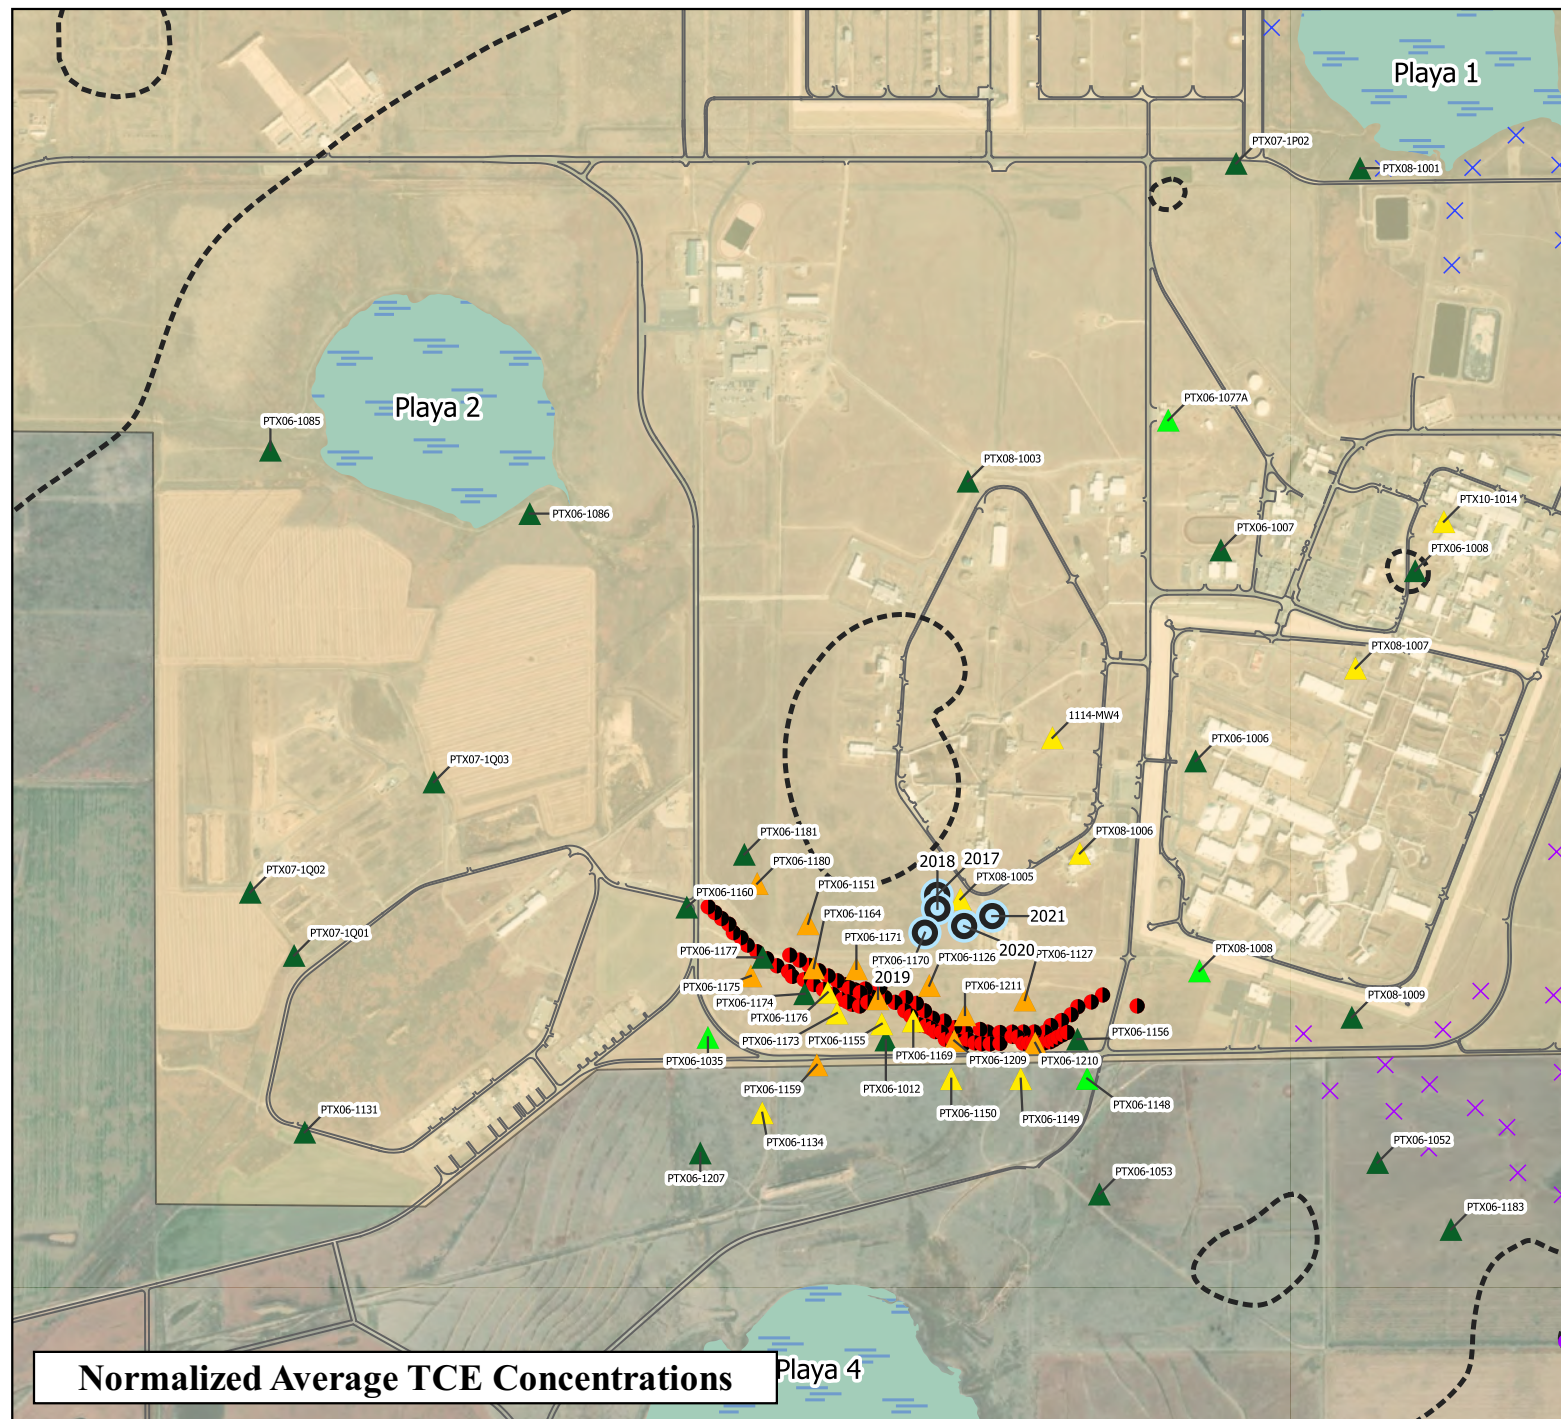 Playa 1
PTX07-1P02
PTX08-1001
Playa 2
PTX06-1077A
PTX06-1085
PTX08-1003
PTX10-1014
PTX06-1086
PTX06-1007
PTX06-1008
PTX08-1007
1114-MW4
PTX06-1006
PTX07-1Q03
PTX06-1181
PTX08-1006
PTX06-1180
2018
2017
PTX07-1Q02
PTX06-1160
PTX06-1151
PTX08-1005
PTX06-1164
2021
PTX07-1Q01
PTX06-1177
PTX06-1171
PTX06-1170
2020
PTX06-1126
PTX06-1127
PTX08-1008
2019
PTX06-1175
PTX06-1174
PTX06-1211
PTX08-1009
PTX06-1176
PTX06-1156
PTX06-1173
PTX06-1155
PTX06-1169
PTX06-1035
PTX06-1209
PTX06-1210
PTX06-1159
PTX06-1012
PTX06-1148
PTX06-1150
PTX06-1149
PTX06-1131
PTX06-1134
PTX06-1052
PTX06-1207
PTX06-1053
PTX06-1183
Playa 4
Normalized Average TCE Concentrations